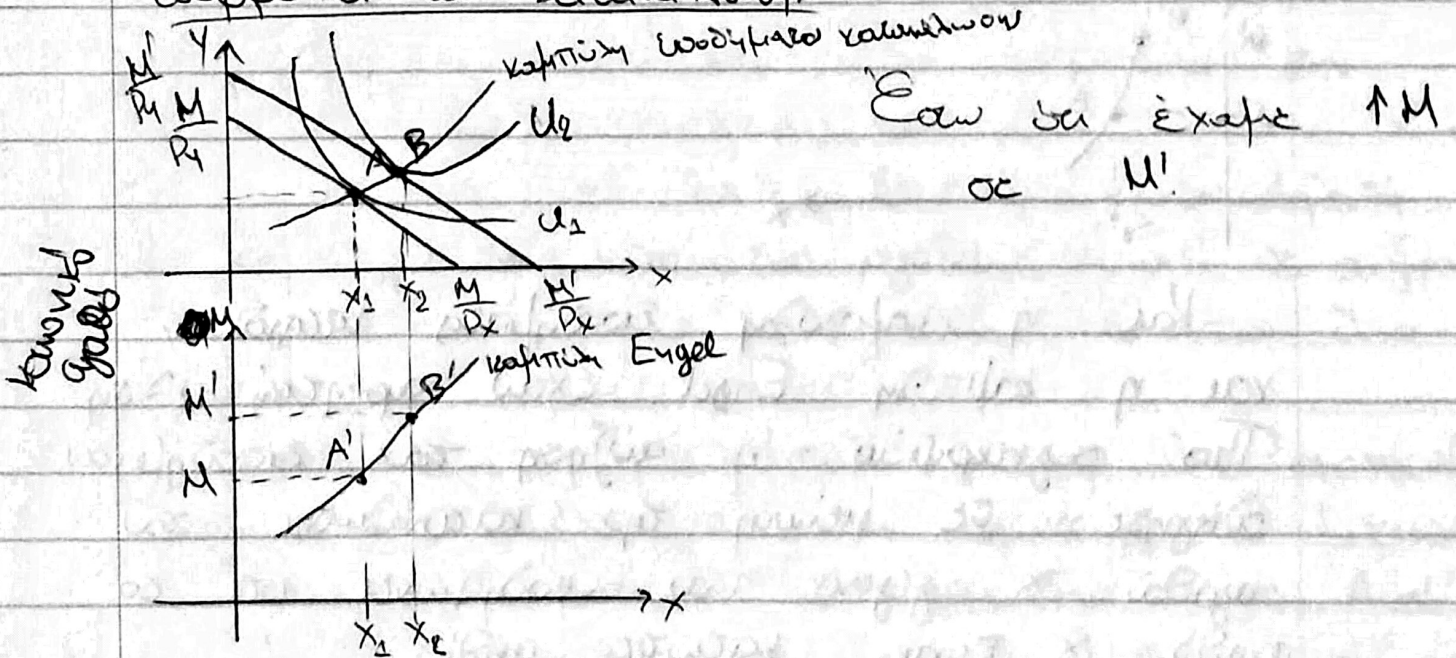 Y
καμπύλη εισοδήματος κατανάλωσης
M'/Py
M/Py
A
B
U2
U1
Έστω ότι έχουμε ↑M
σε M'.
X
X1
X2
M/Px
M'/Px
κανονικό
αγαθό
M
καμπύλη Engel
M'
B'
M
A'
X
X1
X2